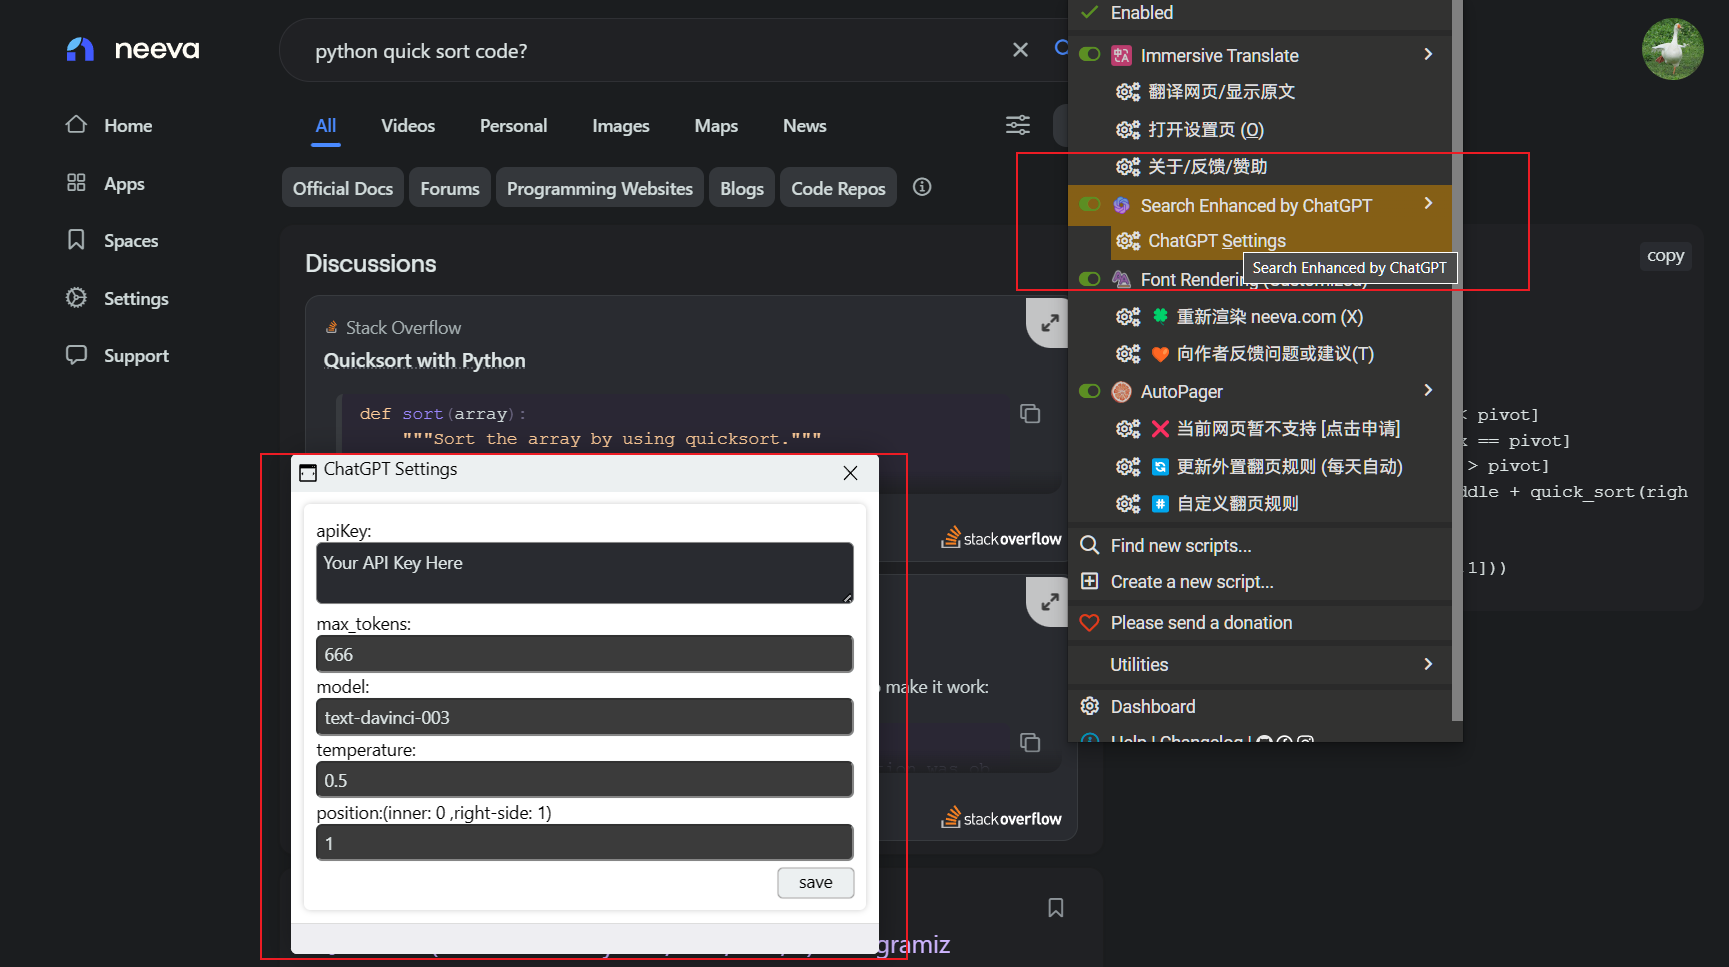 neeva
python quick sort code?
Home
Apps
Spaces
Settings
Support
All
Videos
Personal
Images
Maps
News
Official Docs
Forums
Programming Websites
Blogs
Code Repos
Discussions
Stack Overflow
Quicksort with Python
def sort(array):
"""Sort the array by using quicksort."""
stackoverflow
make it work:
stackoverflow
gramiz
ChatGPT Settings
apiKey:
Your API Key Here
max_tokens:
666
model:
text-davinci-003
temperature:
0.5
position:(inner: 0 ,right-side: 1)
1
save
Enabled
Immersive Translate
翻译网页/显示原文
打开设置页 (O)
关于/反馈/赞助
Search Enhanced by ChatGPT
ChatGPT Settings
Search Enhanced by ChatGPT
Font Rendering (Customized)
重新渲染 neeva.com (X)
向作者反馈问题或建议(T)
AutoPager
当前网页暂不支持 [点击申请]
更新外置翻页规则 (每天自动)
自定义翻页规则
Find new scripts...
Create a new script...
Please send a donation
Utilities
Dashboard
Help | Changelog |
copy
< pivot]
== pivot]
> pivot]
ddle + quick_sort(righ
1]))